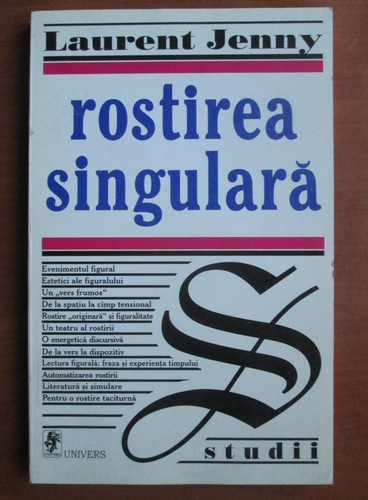 Laurent Jenny
rostirea
singulară
Evenimentul figural
Estetici ale figuralului
Un „vers frumos“
De la spațiu la cîmp tensional
Rostire „originară“ și figuralitate
Un teatru al rostirii
O energetică discursivă
De la vers la dispozitiv
Lectura figurală: fraza și experiența timpului
Automatizarea rostirii
Literatură și simulare
Pentru o rostire taciturnă
S
studii
UNIVERS